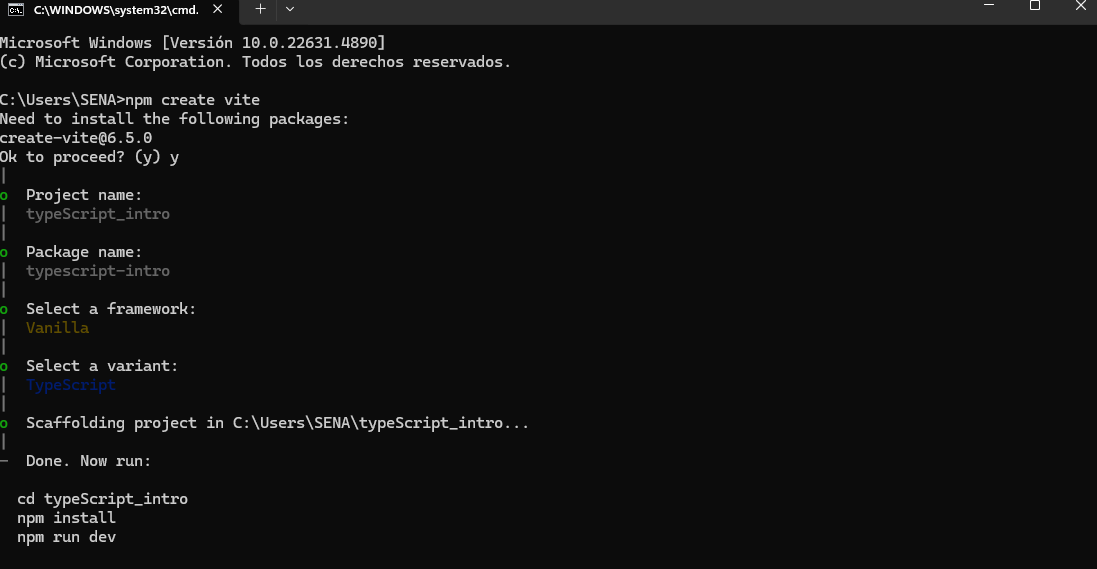 C:\WINDOWS\system32\cmd.
Microsoft Windows [Versión 10.0.22631.4890]
(c) Microsoft Corporation. Todos los derechos reservados.
C:\Users\SENA>npm create vite
Need to install the following packages:
create-vite@6.5.0
Ok to proceed? (y) y
Project name:
typeScript_intro
Package name:
typescript-intro
Select a framework:
Vanilla
Select a variant:
TypeScript
Scaffolding project in C:\Users\SENA\typeScript_intro...
Done. Now run:
cd typeScript_intro
npm install
npm run dev